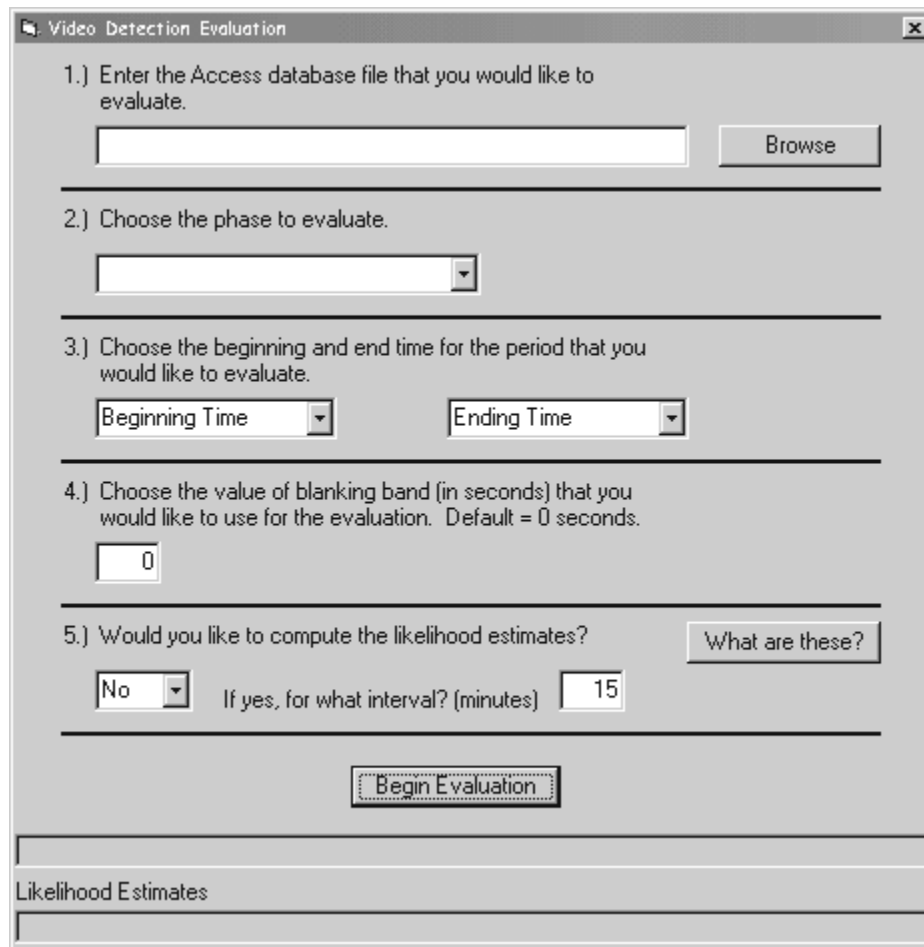 Video Detection Evaluation
1.) Enter the Access database file that you would like to
evaluate.
Browse
2.) Choose the phase to evaluate.
3.) Choose the beginning and end time for the period that you
would like to evaluate.
Beginning Time
Ending Time
4.) Choose the value of blanking band (in seconds) that you
would like to use for the evaluation. Default = 0 seconds.
0
5.) Would you like to compute the likelihood estimates?
What are these?
No
If yes, for what interval? (minutes)
15
Begin Evaluation
Likelihood Estimates